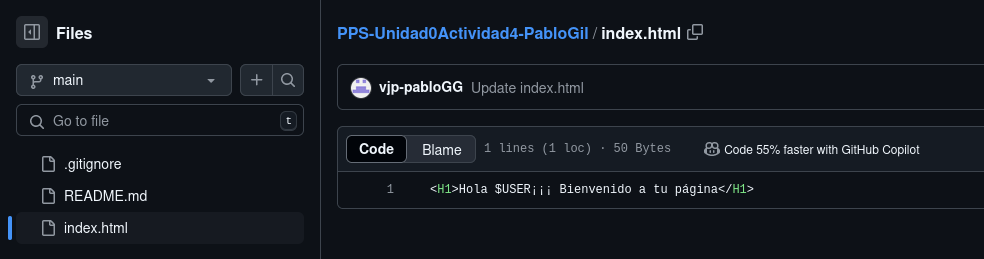 Files
main
Go to file
t
.gitignore
README.md
index.html
PPS-Unidad0Actividad4-PabloGil / index.html
vjp-pabloGG Update index.html
Code Blame 1 lines (1 loc) · 50 Bytes Code 55% faster with GitHub Copilot
1 <H1>Hola $USER¡¡¡ Bienvenido a tu página</H1>